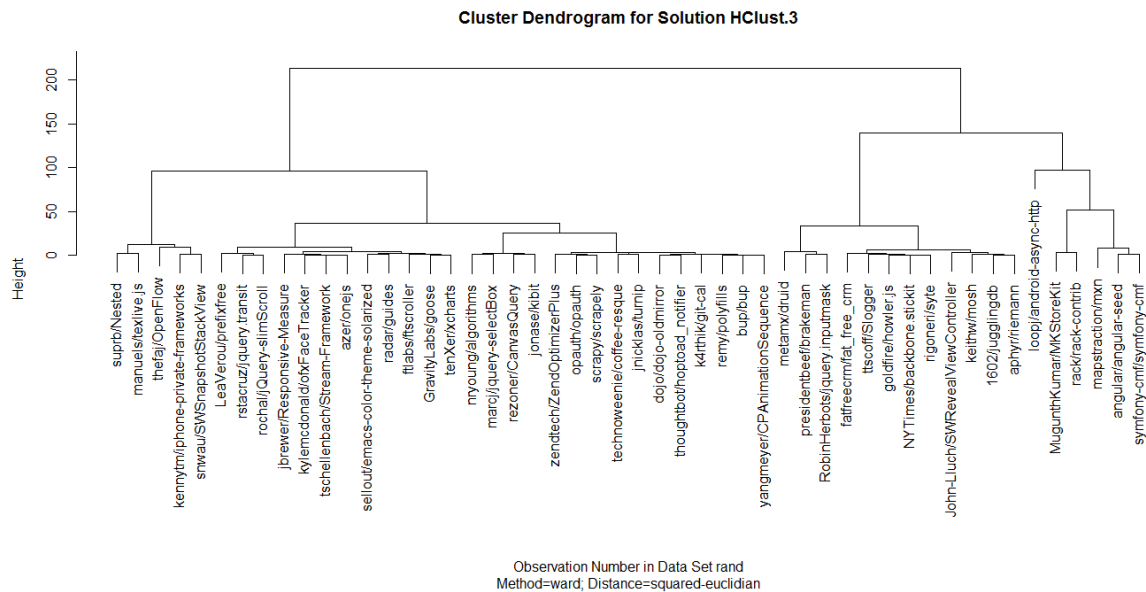 Cluster Dendrogram for Solution HClust.3
Height
200
150
100
50
0
suprb/Nested
manuels/texlive.js
thefaj/OpenFlow
kennytm/iphone-private-frameworks
snwau/SWSnapshotStackView
LeaVerou/prefixfree
rstacruz/jquery.transit
rochal/jQuery-slimScroll
jbrewer/Responsive-Measure
kylemcdonald/ofxFaceTracker
tschellenbach/Stream-Framework
azer/onejs
sellout/emacs-color-theme-solarized
radar/guides
ftlabs/ftscroller
GravityLabs/goose
tenXer/xcharts
nryoung/algorithms
marcj/jquery-selectBox
rezoner/CanvasQuery
jonase/kibit
zendtech/ZendOptimizerPlus
opauth/opauth
scrapy/scrapely
technoweenie/coffee-resque
jnicklas/turnip
dojo/dojo-oldmirror
thoughtbot/hoptoad_notifier
k4rthik/git-cal
remy/polyfills
bup/bup
yangmeyer/CPAnimationSequence
metamx/druid
presidentbeef/brakeman
RobinHerbots/jquery.inputmask
fatfreecrm/fat_free_crm
ttscoff/Slogger
goldfire/howler.js
NYTimes/backbone.stickit
rigoneri/syte
John-Lluch/SWRevealViewController
keithw/mosh
1602/jugglingdb
aphyr/riemann
loopj/android-async-http
MugunthKumar/MKStoreKit
rack/rack-contrib
mapstraction/mxn
angular/angular-seed
symfony-cmf/symfony-cmf
Observation Number in Data Set rand
Method=ward; Distance=squared-euclidian